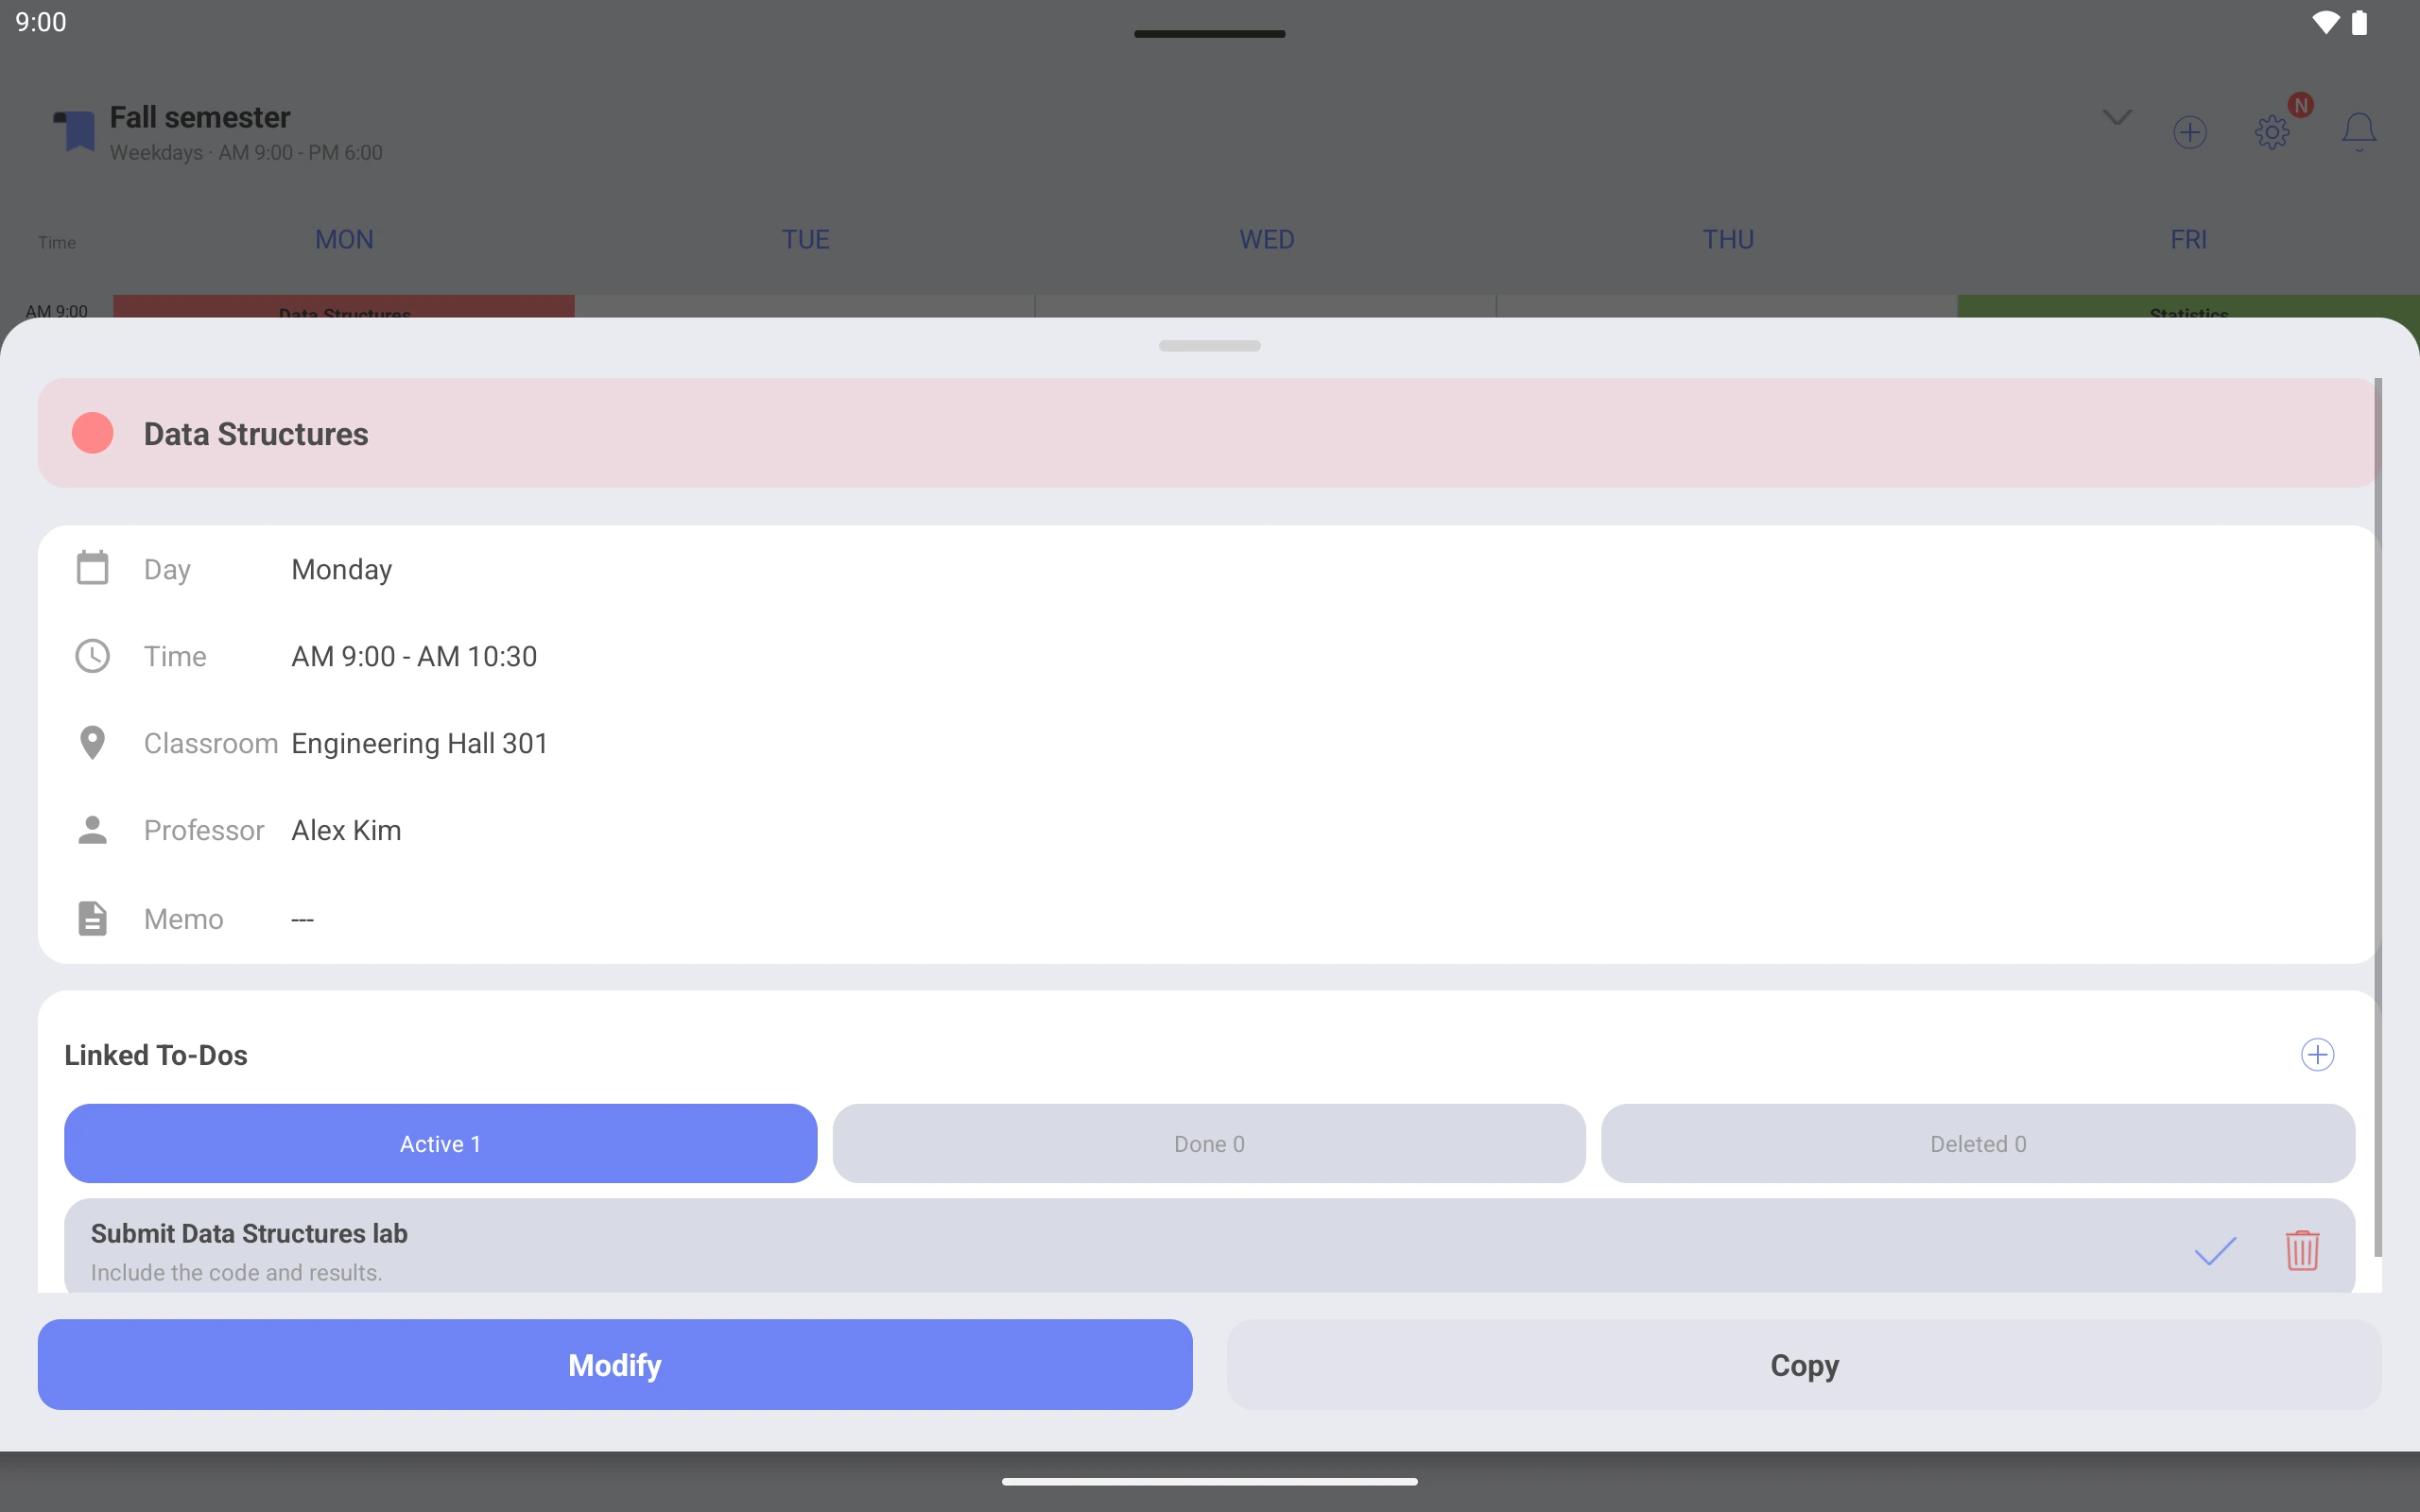 9:00
Fall semester
Weekdays · AM 9:00 - PM 6:00
N
Time MON TUE WED THU FRI
AM 9:00 Data Structures Statistics
Data Structures
Day Monday
Time AM 9:00 - AM 10:30
Classroom Engineering Hall 301
Professor Alex Kim
Memo ---
Linked To-Dos
Active 1 Done 0 Deleted 0
Submit Data Structures lab
Include the code and results.
Modify Copy